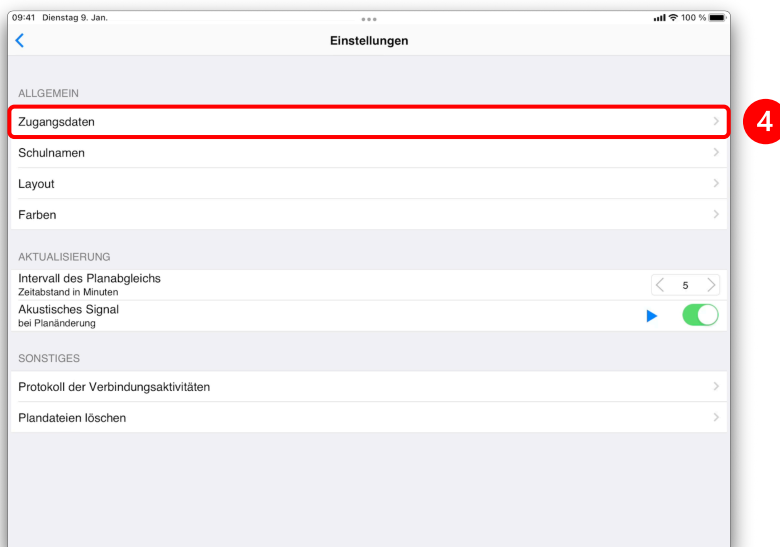 09:41 Dienstag 9. Jan.
100 %
Einstellungen
ALLGEMEIN
Zugangsdaten
4
Schulnamen
Layout
Farben
AKTUALISIERUNG
Intervall des Planabgleichs
Zeitabstand in Minuten
5
Akustisches Signal
bei Planänderung
SONSTIGES
Protokoll der Verbindungsaktivitäten
Plandateien löschen